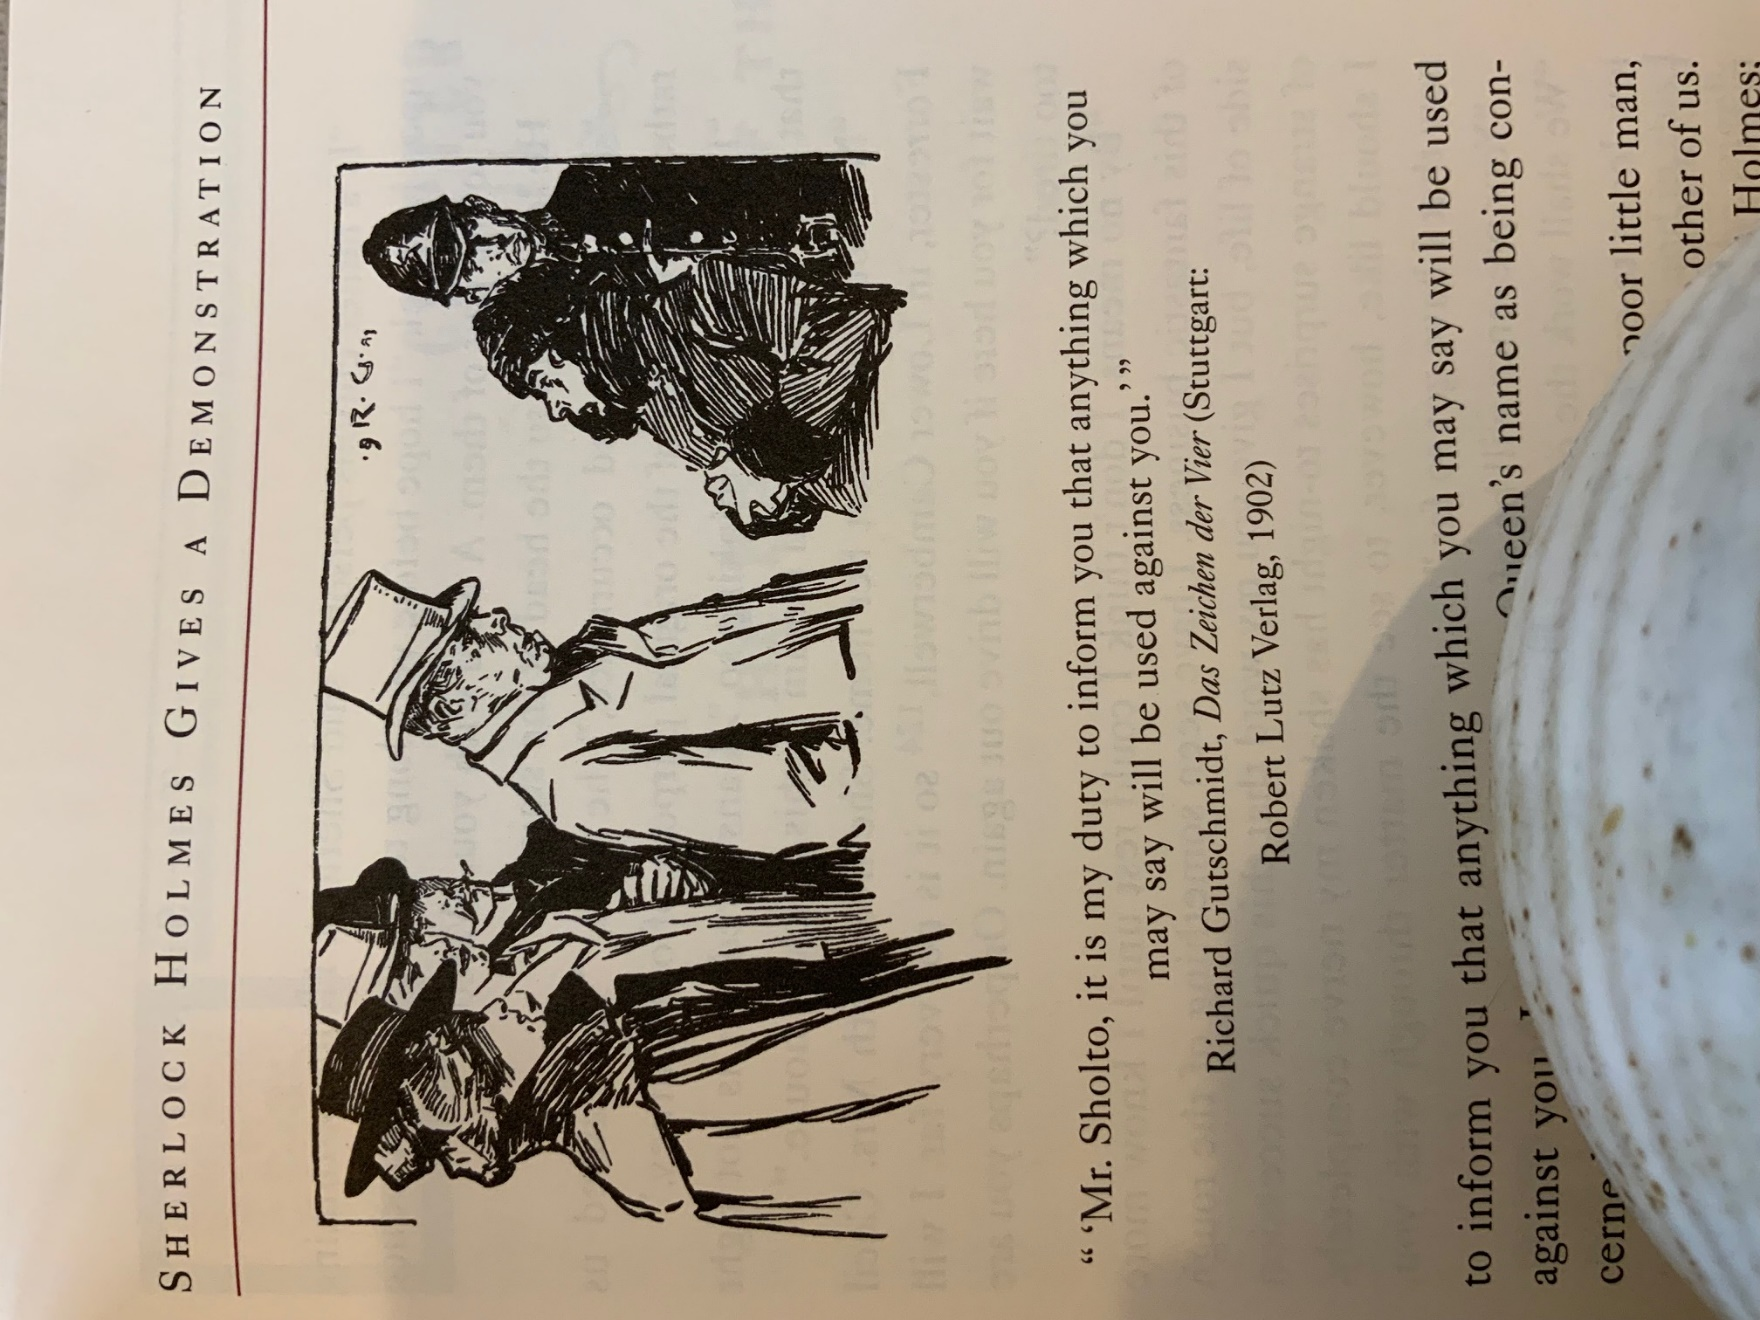 SHERLOCK HOLMES GIVES A DEMONSTRATION
R. G.
“ ‘Mr. Sholto, it is my duty to inform you that anything which you
may say will be used against you.’ ”
Richard Gutschmidt, Das Zeichen der Vier (Stuttgart:
Robert Lutz Verlag, 1902)
to inform you that anything which you may say will be used
against you. Queen’s name as being con-
cerne poor little man,
other of us.
Holmes;